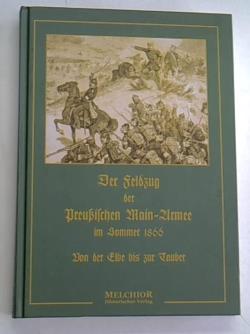 Der Feldzug
der
Preußischen Main-Armee
im Sommer 1866
Von der Elbe bis zur Tauber
MELCHIOR
Historischer Verlag